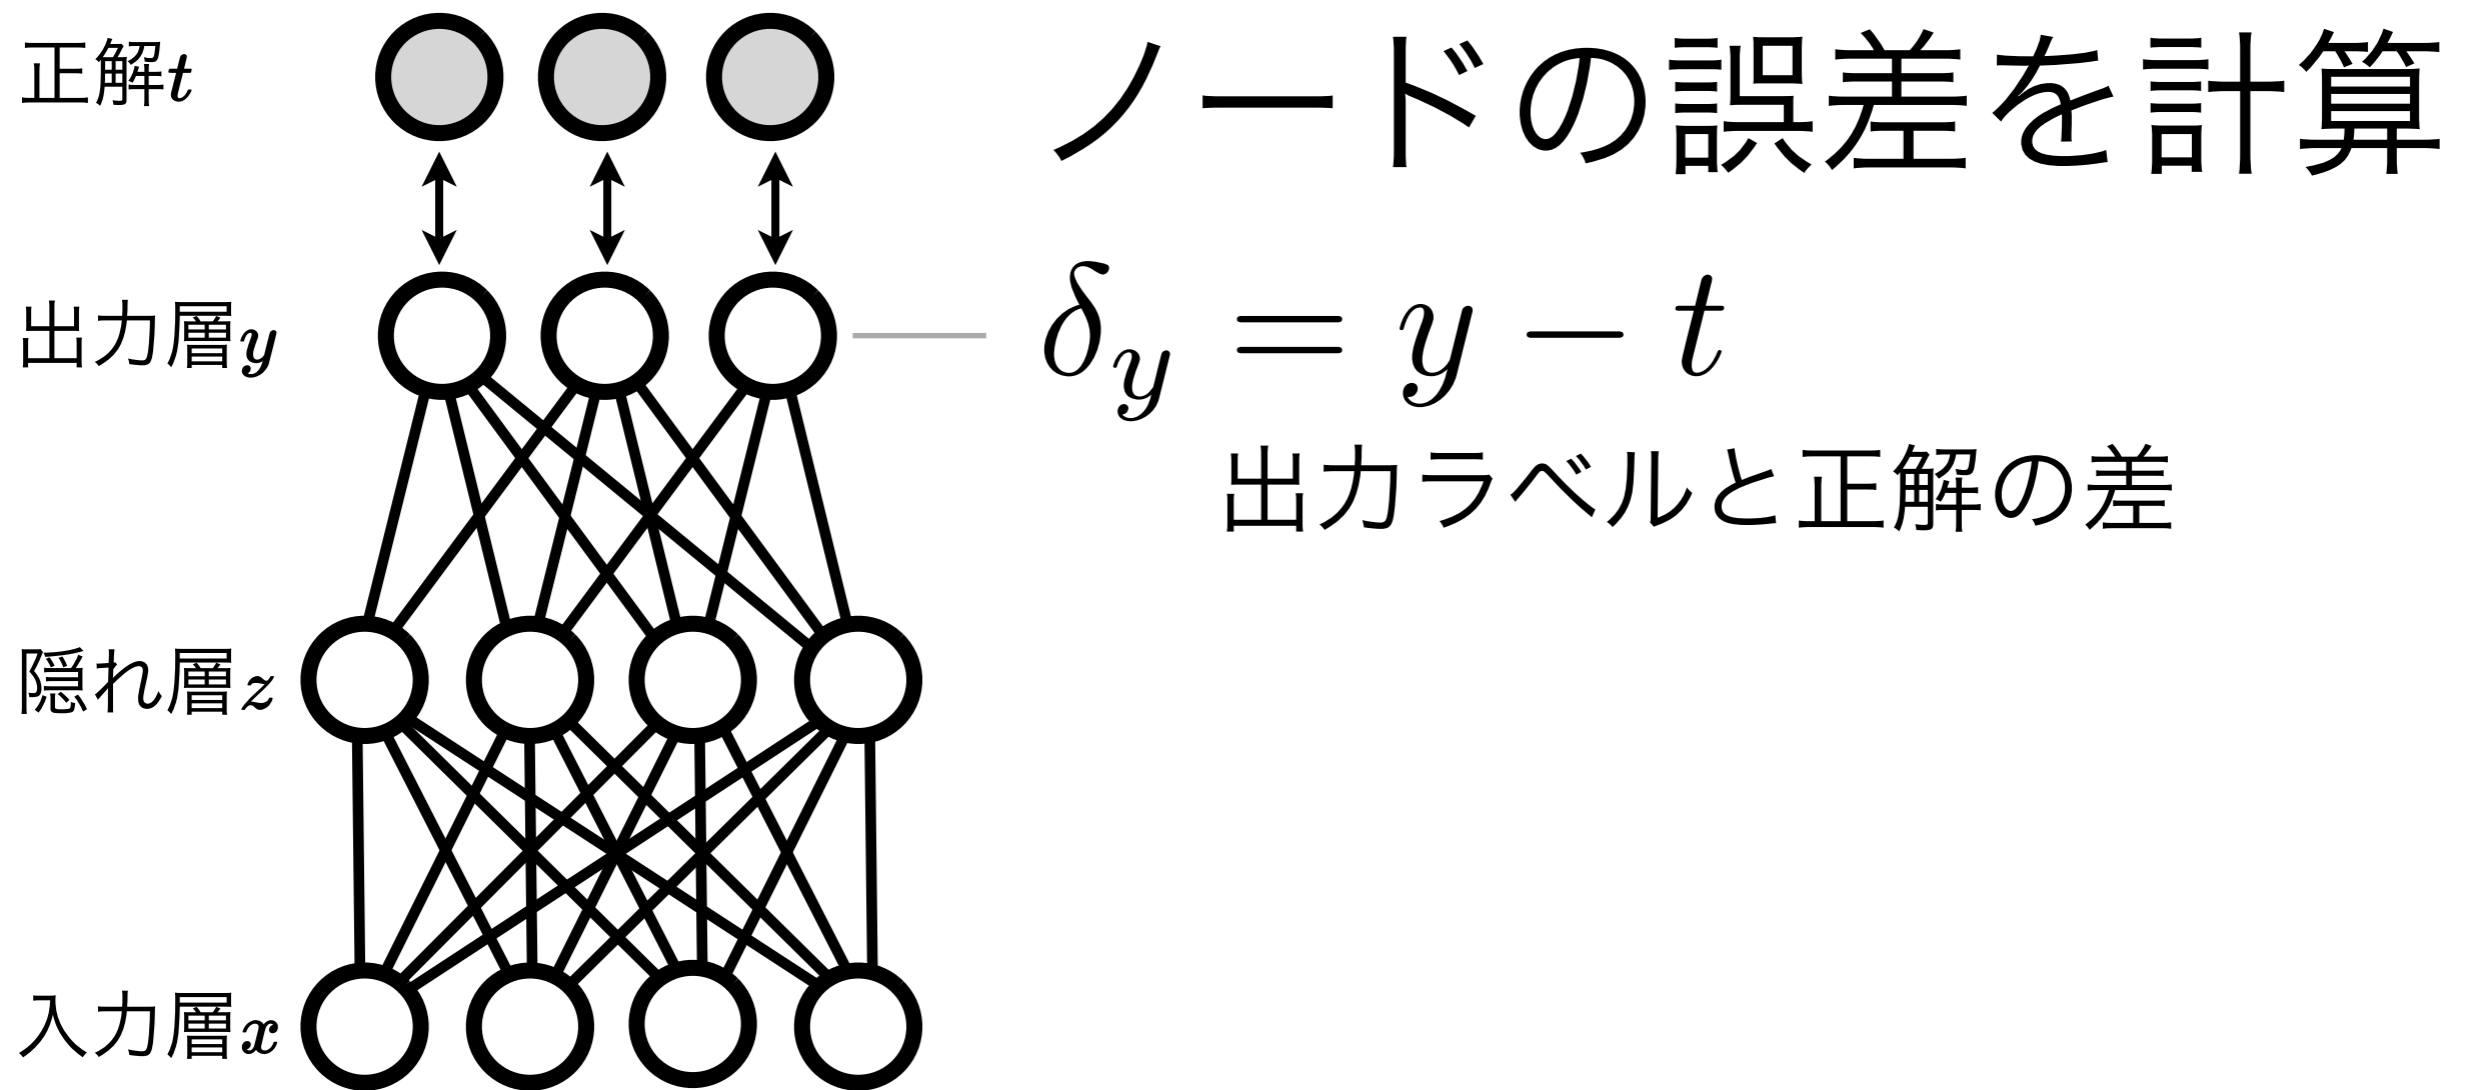 正解t
ノードの誤差を計算
出力層y
δ_y = y − t
出力ラベルと正解の差
隠れ層z
入力層x